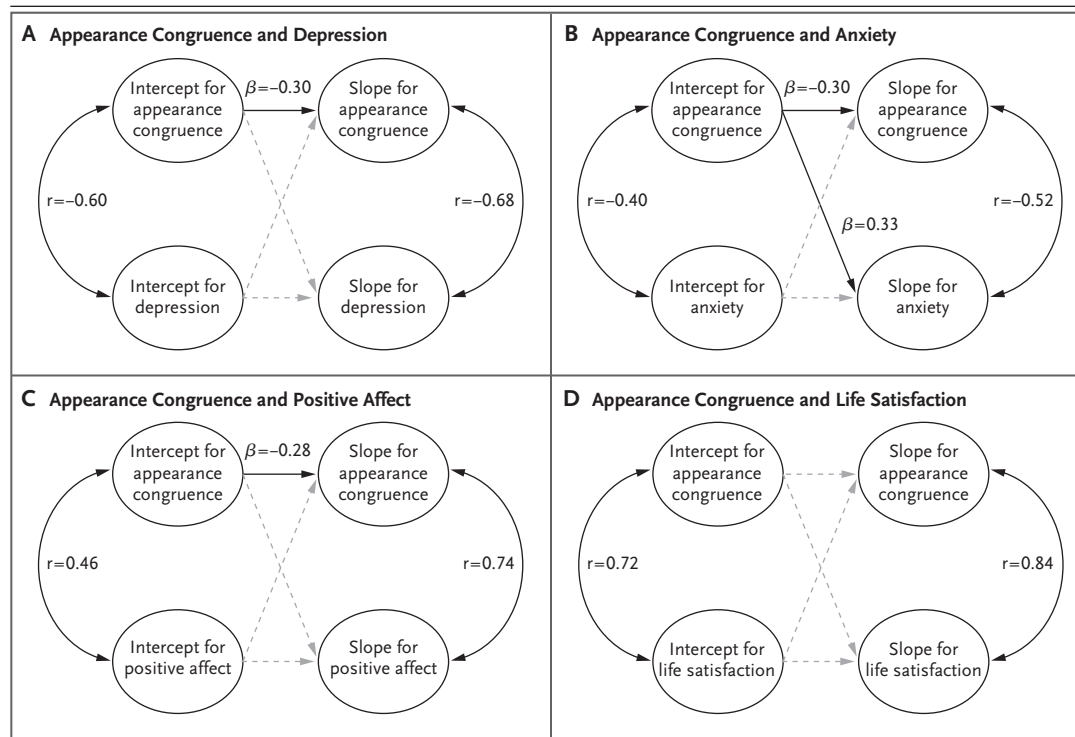 A Appearance Congruence and Depression
Intercept for
appearance
congruence
β=–0.30
Slope for
appearance
congruence
r=–0.60
r=–0.68
Intercept for
depression
Slope for
depression
B Appearance Congruence and Anxiety
Intercept for
appearance
congruence
β=–0.30
Slope for
appearance
congruence
r=–0.40
r=–0.52
β=0.33
Intercept for
anxiety
Slope for
anxiety
C Appearance Congruence and Positive Affect
Intercept for
appearance
congruence
β=–0.28
Slope for
appearance
congruence
r=0.46
r=0.74
Intercept for
positive affect
Slope for
positive affect
D Appearance Congruence and Life Satisfaction
Intercept for
appearance
congruence
Slope for
appearance
congruence
r=0.72
r=0.84
Intercept for
life satisfaction
Slope for
life satisfaction